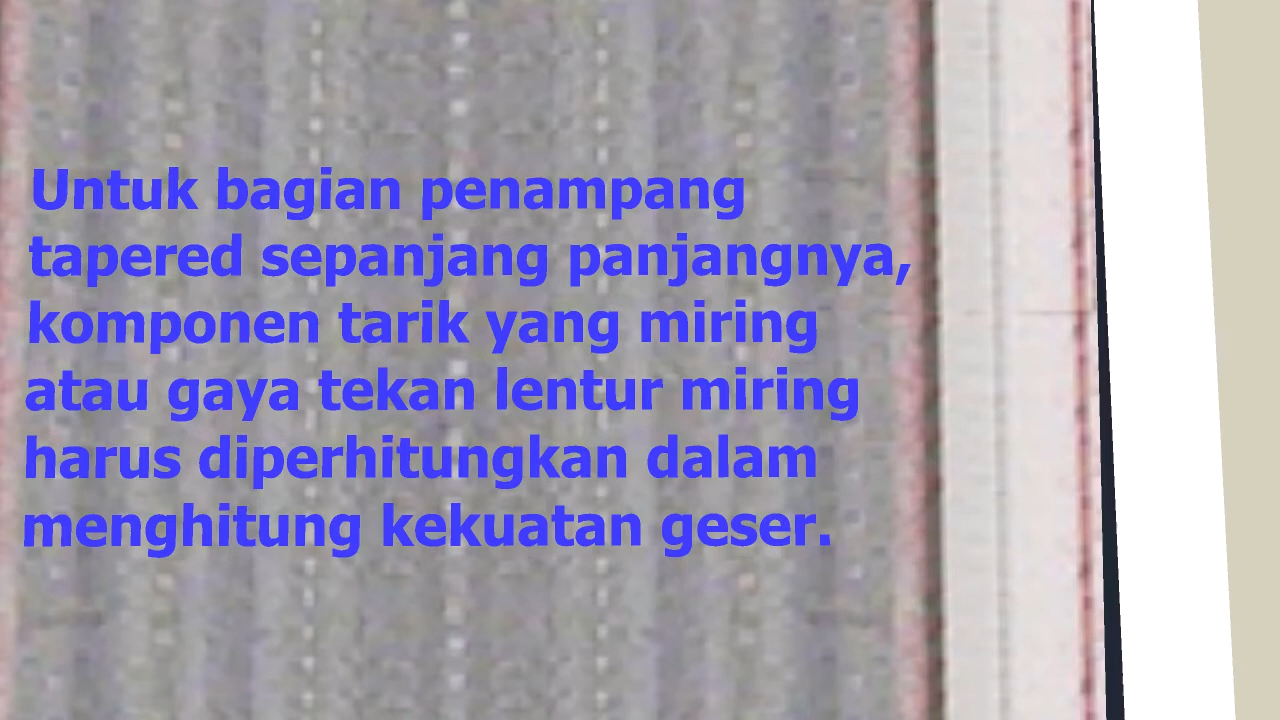 Untuk bagian penampang
tapered sepanjang panjangnya,
komponen tarik yang miring
atau gaya tekan lentur miring
harus diperhitungkan dalam
menghitung kekuatan geser.